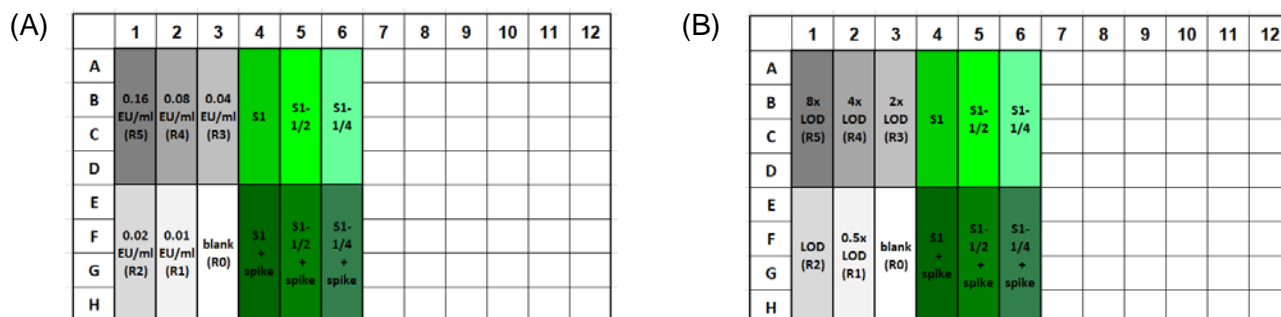 (A)
1 2 3 4 5 6 7 8 9 10 11 12
A
B
C
D
E
F
G
H
0.16
EU/ml
(R5)
0.08
EU/ml
(R4)
0.04
EU/ml
(R3)
S1
S1-
1/2
S1-
1/4
0.02
EU/ml
(R2)
0.01
EU/ml
(R1)
blank
(R0)
S1
+
spike
S1-
1/2
+
spike
S1-
1/4
+
spike
(B)
1 2 3 4 5 6 7 8 9 10 11 12
A
B
C
D
E
F
G
H
8x
LOD
(R5)
4x
LOD
(R4)
2x
LOD
(R3)
S1
S1-
1/2
S1-
1/4
LOD
(R2)
0.5x
LOD
(R1)
blank
(R0)
S1
+
spike
S1-
1/2
+
spike
S1-
1/4
+
spike